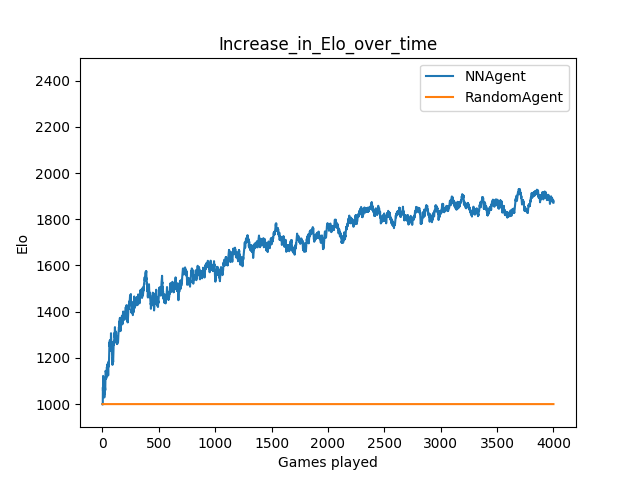 Increase_in_Elo_over_time
NNAgent
RandomAgent
2400
2200
2000
1800
1600
1400
1200
1000
Elo
0 500 1000 1500 2000 2500 3000 3500 4000
Games played